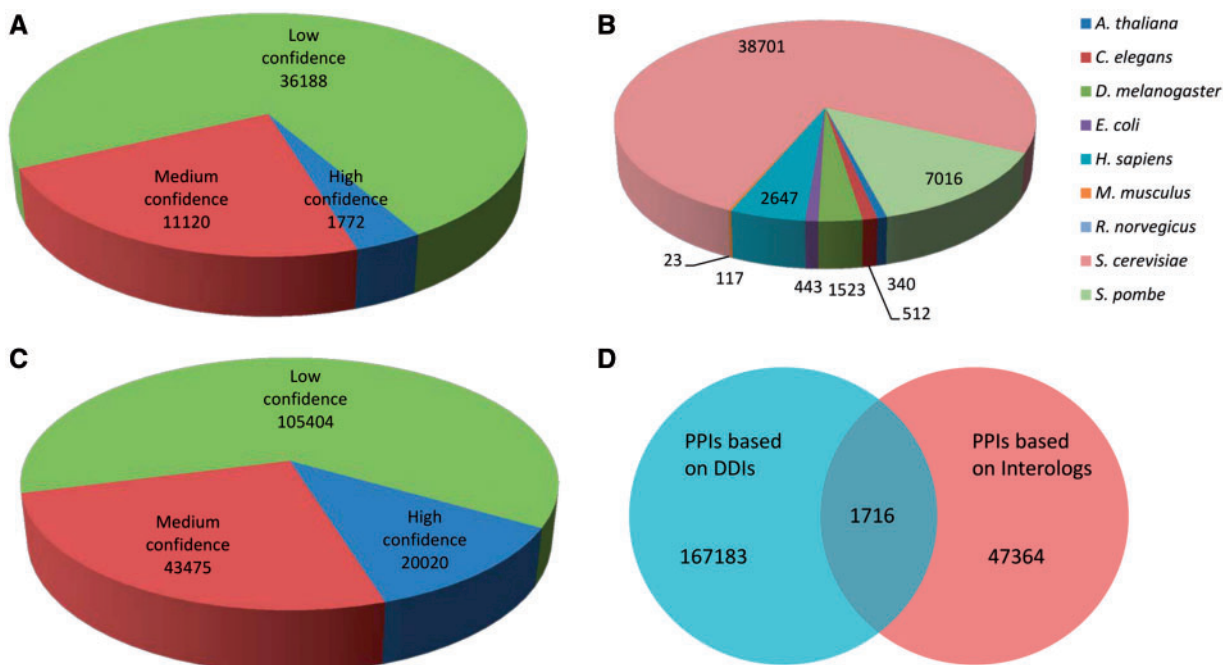 A
Low
confidence
36188
Medium
confidence
11120
High
confidence
1772
B
38701
7016
2647
23
117
443
1523
340
512
A. thaliana
C. elegans
D. melanogaster
E. coli
H. sapiens
M. musculus
R. norvegicus
S. cerevisiae
S. pombe
C
Low
confidence
105404
Medium
confidence
43475
High
confidence
20020
D
PPIs based
on DDIs
167183
1716
PPIs based
on Interologs
47364